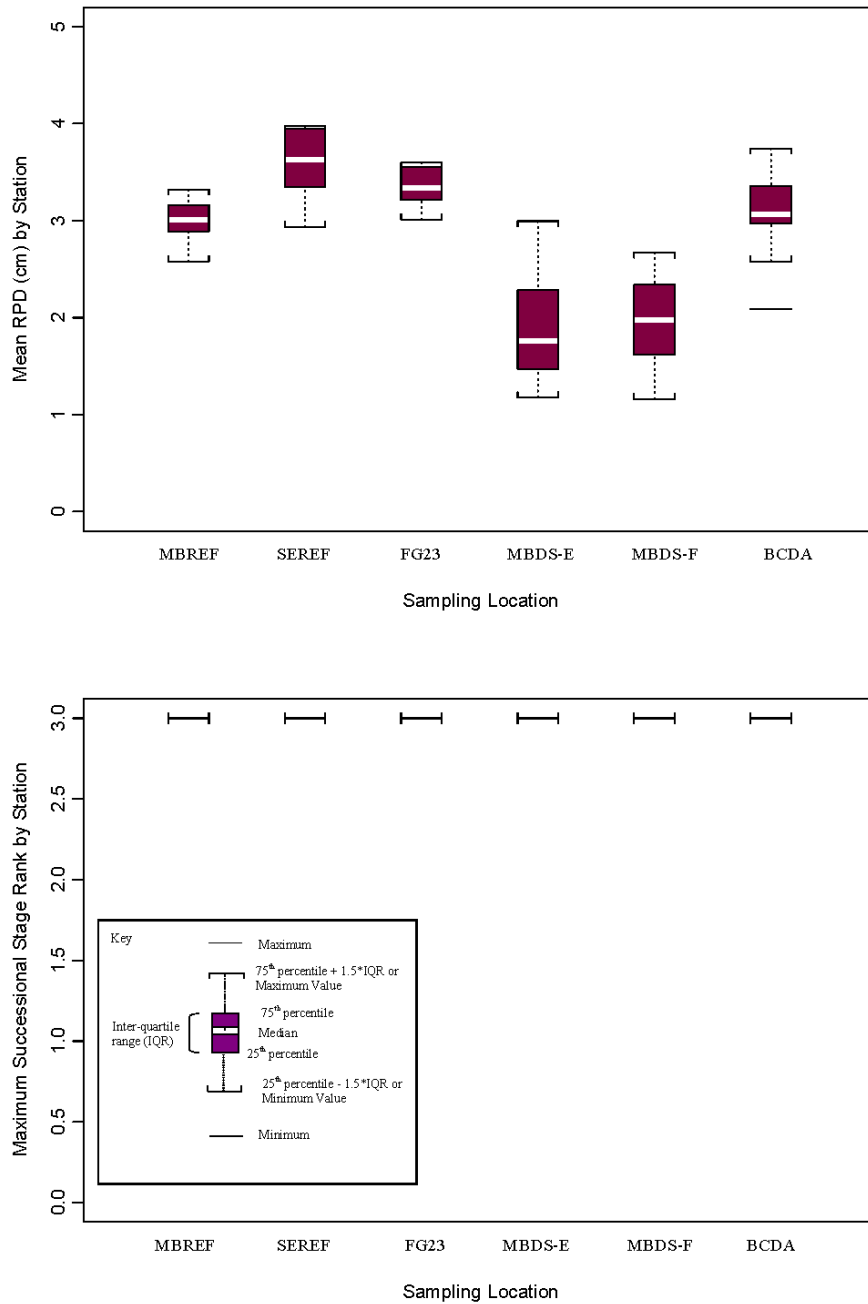 5
4
3
2
1
0
Mean RPD (cm) by Station
MBREF SEREF FG23 MBDS-E MBDS-F BCDA
Sampling Location
3.0
2.5
2.0
1.5
1.0
0.5
0.0
Maximum Successional Stage Rank by Station
Key
Maximum
75th percentile + 1.5*IQR or
Maximum Value
75th percentile
Inter-quartile
range (IQR)
Median
25th percentile
25th percentile - 1.5*IQR or
Minimum Value
Minimum
MBREF SEREF FG23 MBDS-E MBDS-F BCDA
Sampling Location